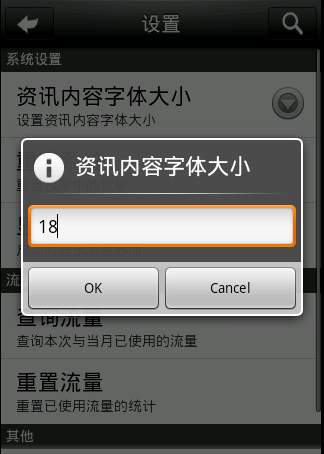 设置
系统设置
资讯内容字体大小
设置资讯内容字体大小
资讯内容字体大小
18
OK
Cancel
查询流量
查询本次与当月已使用的流量
重置流量
重置已使用流量的统计
其他